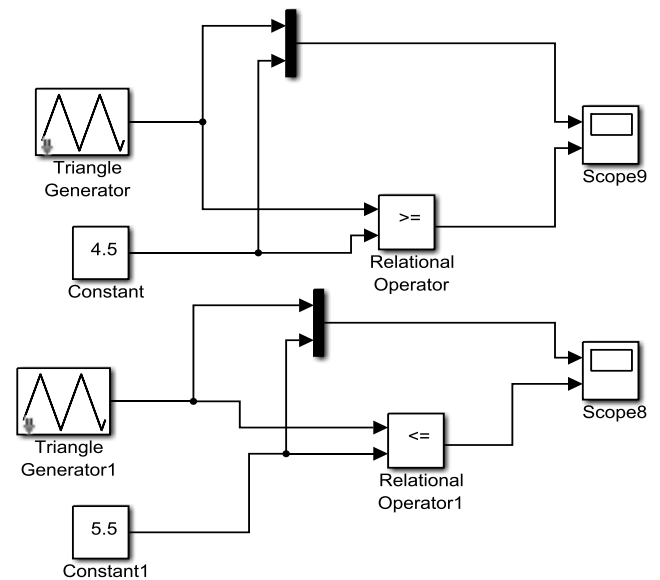 Triangle
Generator
4.5
Constant
>=
Relational
Operator
Scope9
Triangle
Generator1
5.5
Constant1
<=
Relational
Operator1
Scope8